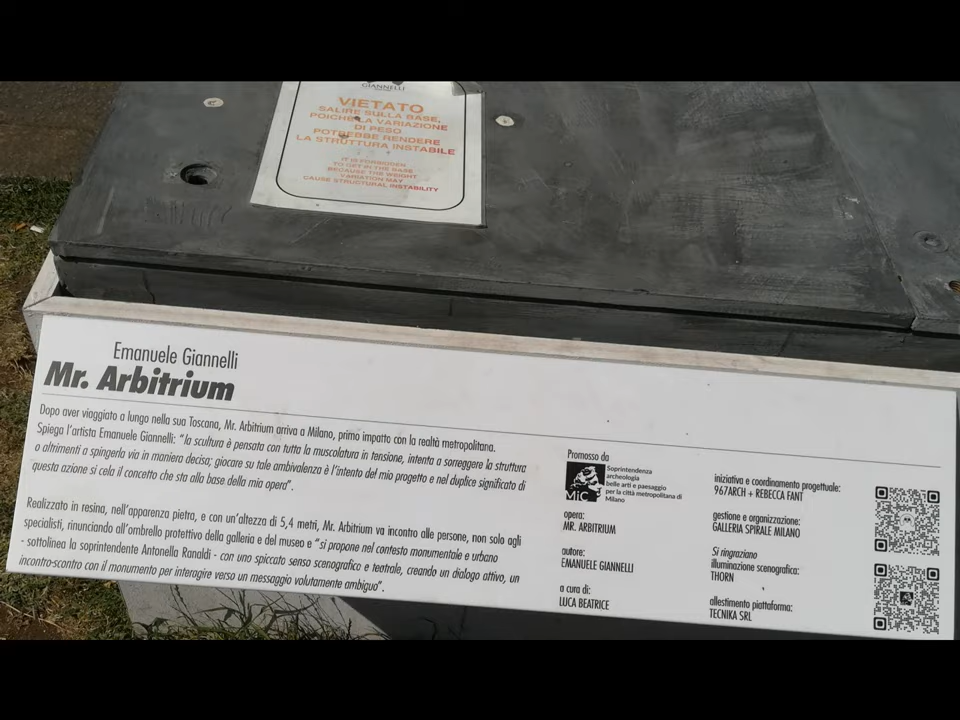 GIANNELLI
VIETATO
SALIRE SULLA BASE,
POICHÈ LA VARIAZIONE
DI PESO
POTREBBE RENDERE
LA STRUTTURA INSTABILE
IT IS FORBIDDEN
TO GET IN THE BASE
BECAUSE THE WEIGHT
VARIATION MAY
CAUSE STRUCTURAL INSTABILITY
Emanuele Giannelli
Mr. Arbitrium
Dopo aver viaggiato a lungo nella sua Toscana, Mr. Arbitrium arriva a Milano, primo impatto con la realtà metropolitana.
Spiega l'artista Emanuele Giannelli: "la scultura è pensata con tutta la muscolatura in tensione, intenta a sorreggere la struttura
o altrimenti a spingerla via in maniera decisa; giocare su tale ambivalenza è l'intento del mio progetto e nel duplice significato di
questa azione si cela il concetto che sta alla base della mia opera".
Realizzato in resina, nell'apparenza pietra, e con un'altezza di 5,4 metri, Mr. Arbitrium va incontro alle persone, non solo agli
specialisti, rinunciando all'ombrello protettivo della galleria e del museo e "si propone nel contesto monumentale e urbano
- sottolinea la soprintendente Antonella Ranaldi - con uno spiccato senso scenografico e teatrale, creando un dialogo attivo, un
incontro-scontro con il monumento per interagire verso un messaggio volutamente ambiguo".
Promosso da
MiC
Soprintendenza
archeologia
belle arti e paesaggio
per la città metropolitana di
Milano
opera:
MR. ARBITRIUM
autore:
EMANUELE GIANNELLI
a cura di:
LUCA BEATRICE
iniziativa e coordinamento progettuale:
967ARCH + REBECCA FANT
gestione e organizzazione:
GALLERIA SPIRALE MILANO
Si ringraziano
illuminazione scenografica:
THORN
allestimento piattaforma:
TECNIKA SRL